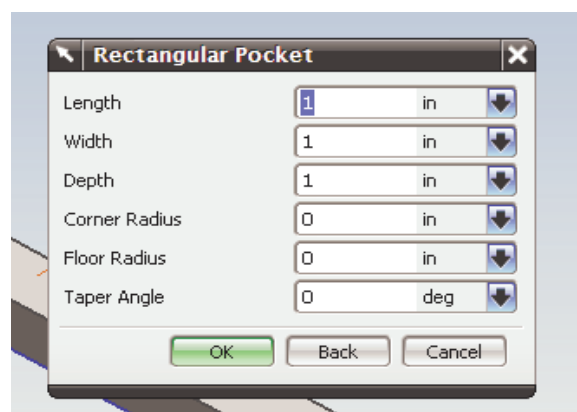 Rectangular Pocket
Length 1 in
Width 1 in
Depth 1 in
Corner Radius 0 in
Floor Radius 0 in
Taper Angle 0 deg
OK Back Cancel